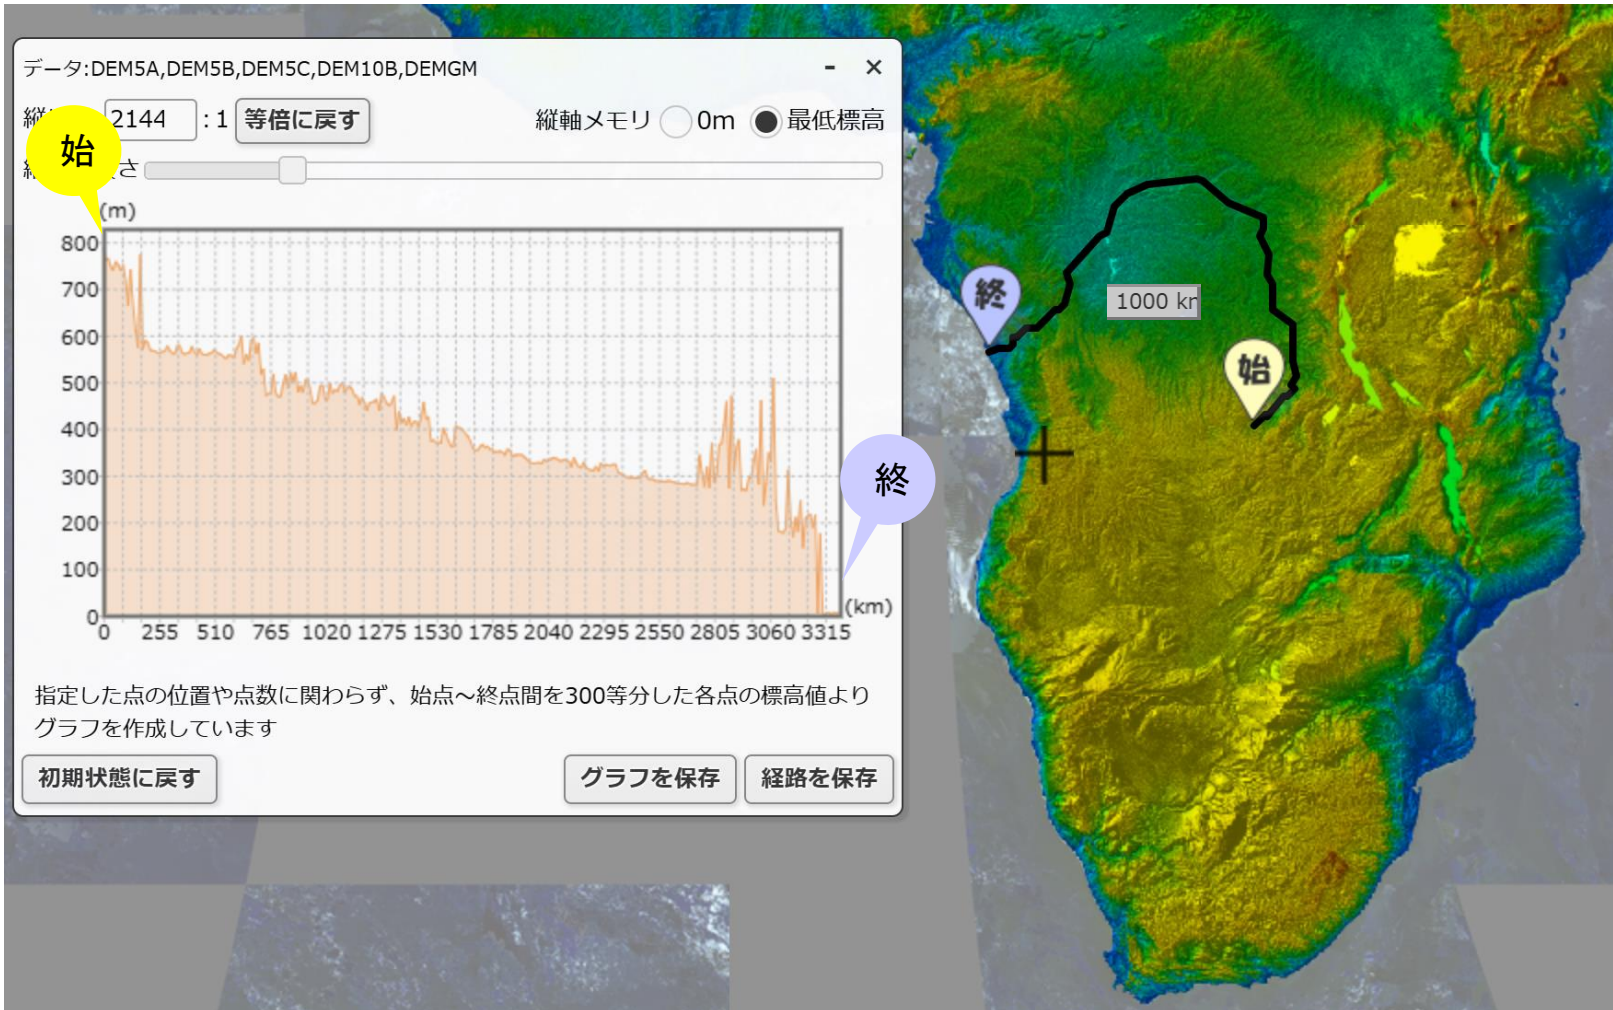 データ:DEM5A,DEM5B,DEM5C,DEM10B,DEMGM
- ×
2144 : 1 等倍に戻す
縦軸メモリ 0m 最低標高
始
さ
(m)
800
700
600
500
400
300
200
100
0
0 255 510 765 1020 1275 1530 1785 2040 2295 2550 2805 3060 3315
(km)
終
指定した点の位置や点数に関わらず、始点～終点間を300等分した各点の標高値より
グラフを作成しています
初期状態に戻す グラフを保存 経路を保存
終
1000 km
始